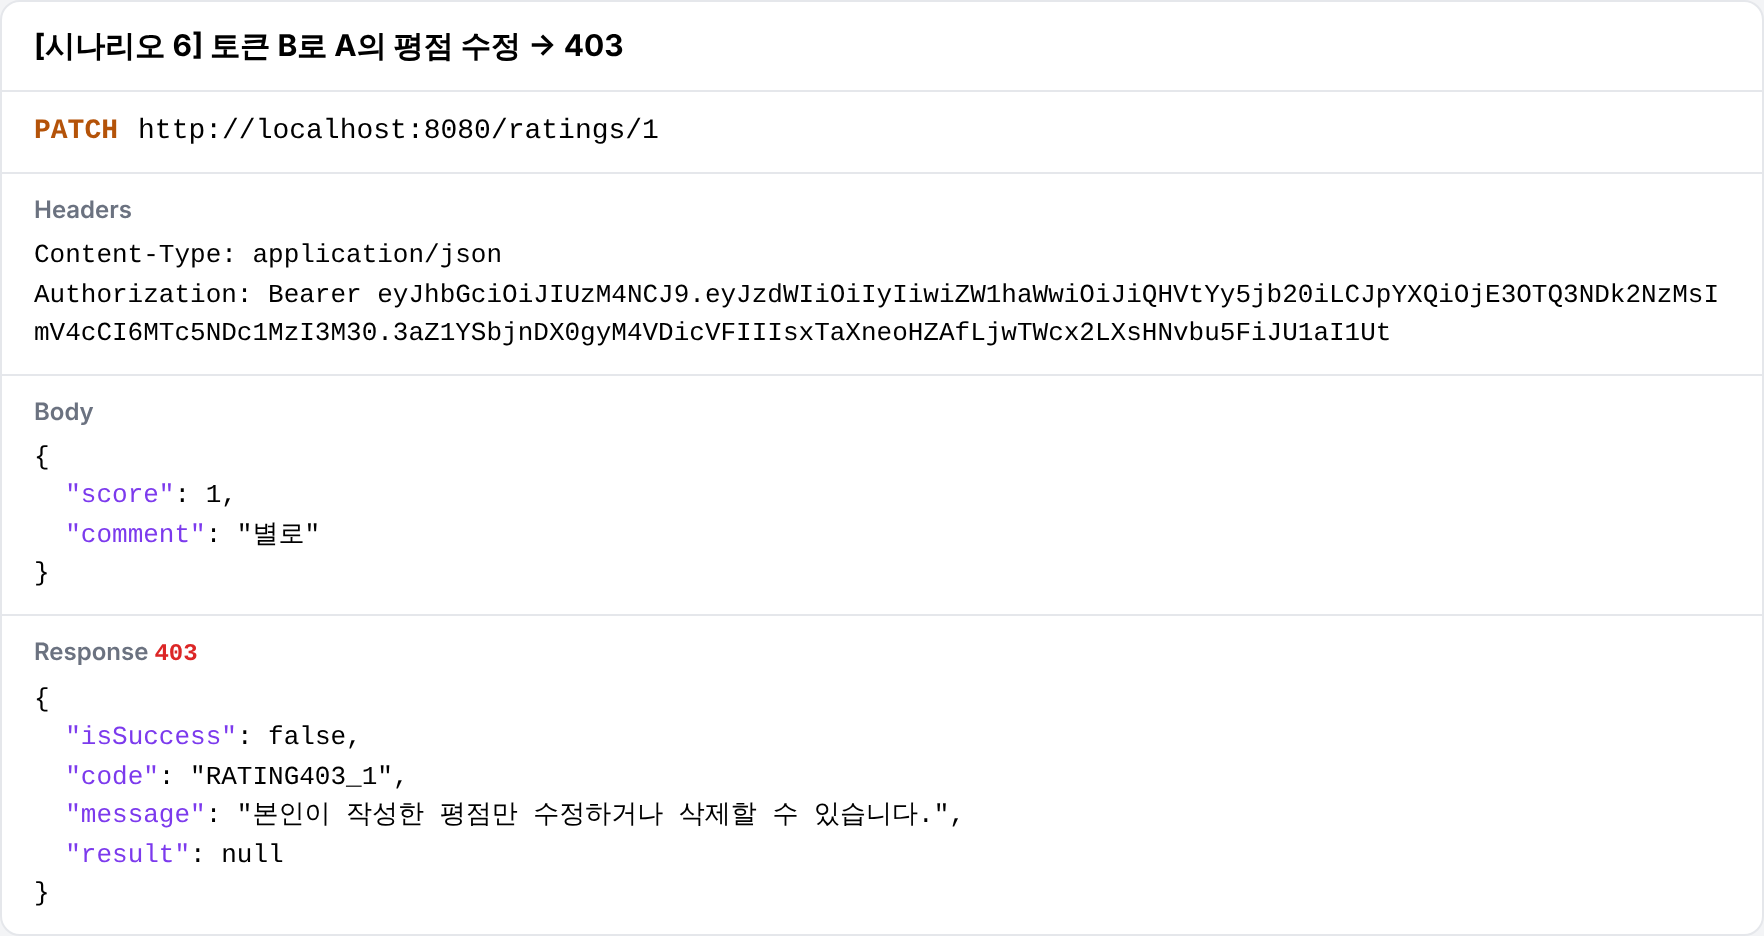 [시나리오 6] 토큰 B로 A의 평점 수정 → 403
PATCH http://localhost:8080/ratings/1
Headers
Content-Type: application/json
Authorization: Bearer eyJhbGciOiJIUzM4NCJ9.eyJzdWIiOiIyIiwiZW1haWwiOiJiQHVtYy5jb20iLCJpYXQiOjE3OTQ3NDk2NzMsI
mV4cCI6MTc5NDc1MzI3M30.3aZ1YSbjnDX0gyM4VDicVFIIIsxTaXneoHZAfLjwTWcx2LXsHNvbu5FiJU1aI1Ut
Body
{
  "score": 1,
  "comment": "별로"
}
Response 403
{
  "isSuccess": false,
  "code": "RATING403_1",
  "message": "본인이 작성한 평점만 수정하거나 삭제할 수 있습니다.",
  "result": null
}